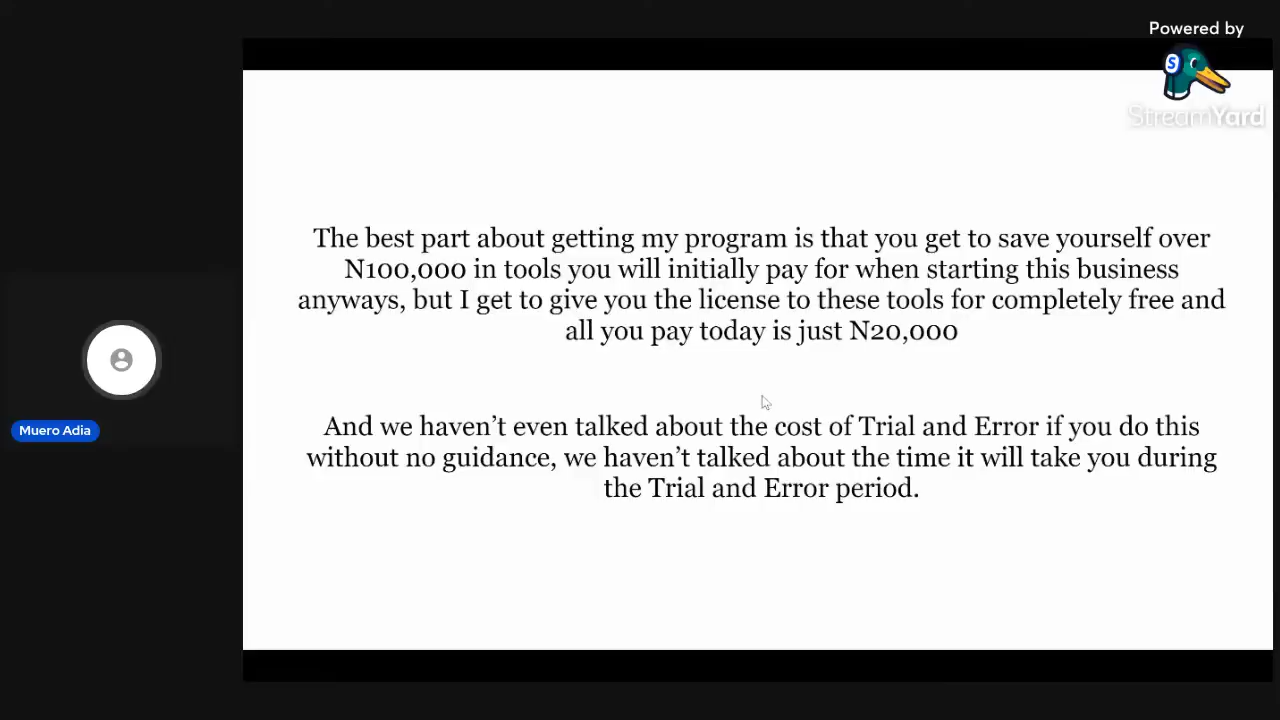 Powered by
S
StreamYard
The best part about getting my program is that you get to save yourself over
N100,000 in tools you will initially pay for when starting this business
anyways, but I get to give you the license to these tools for completely free and
all you pay today is just N20,000
And we haven't even talked about the cost of Trial and Error if you do this
without no guidance, we haven't talked about the time it will take you during
the Trial and Error period.
Muero Adia